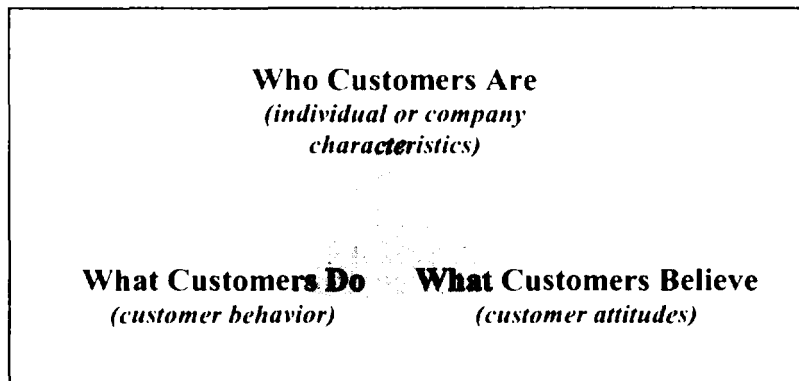 Who Customers Are
(individual or company
characteristics)
What Customers Do
What Customers Believe
(customer behavior)
(customer attitudes)